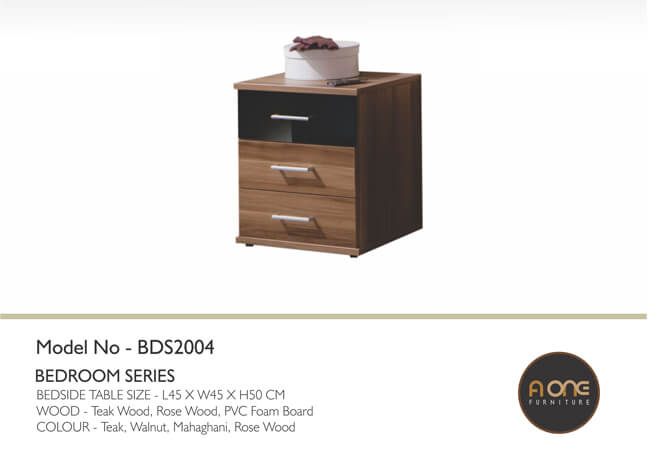 Model No - BDS2004
BEDROOM SERIES
BEDSIDE TABLE SIZE - L45 X W45 X H50 CM
WOOD - Teak Wood, Rose Wood, PVC Foam Board
COLOUR - Teak, Walnut, Mahaghani, Rose Wood
A ONE
FURNITURE